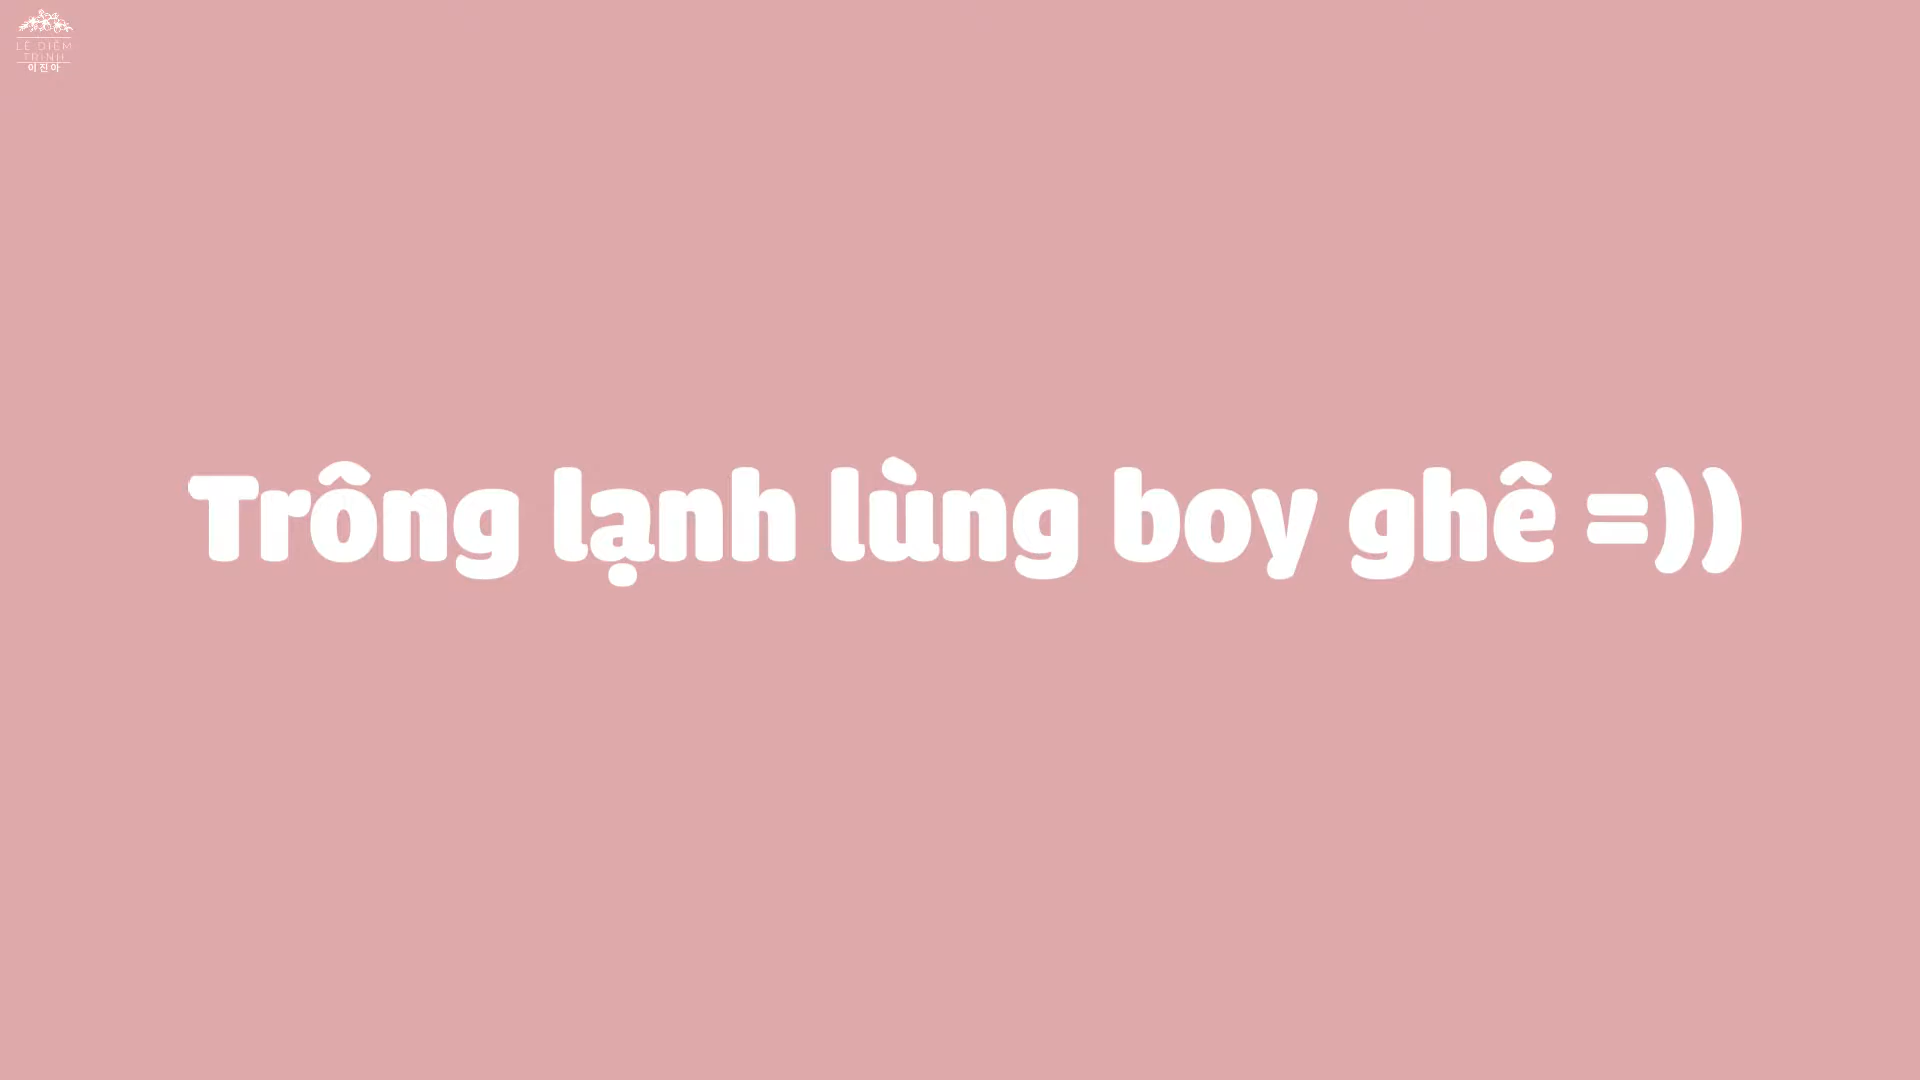 LÊ DIỄM
TRINH
이진아
Trông lạnh lùng boy ghê =))